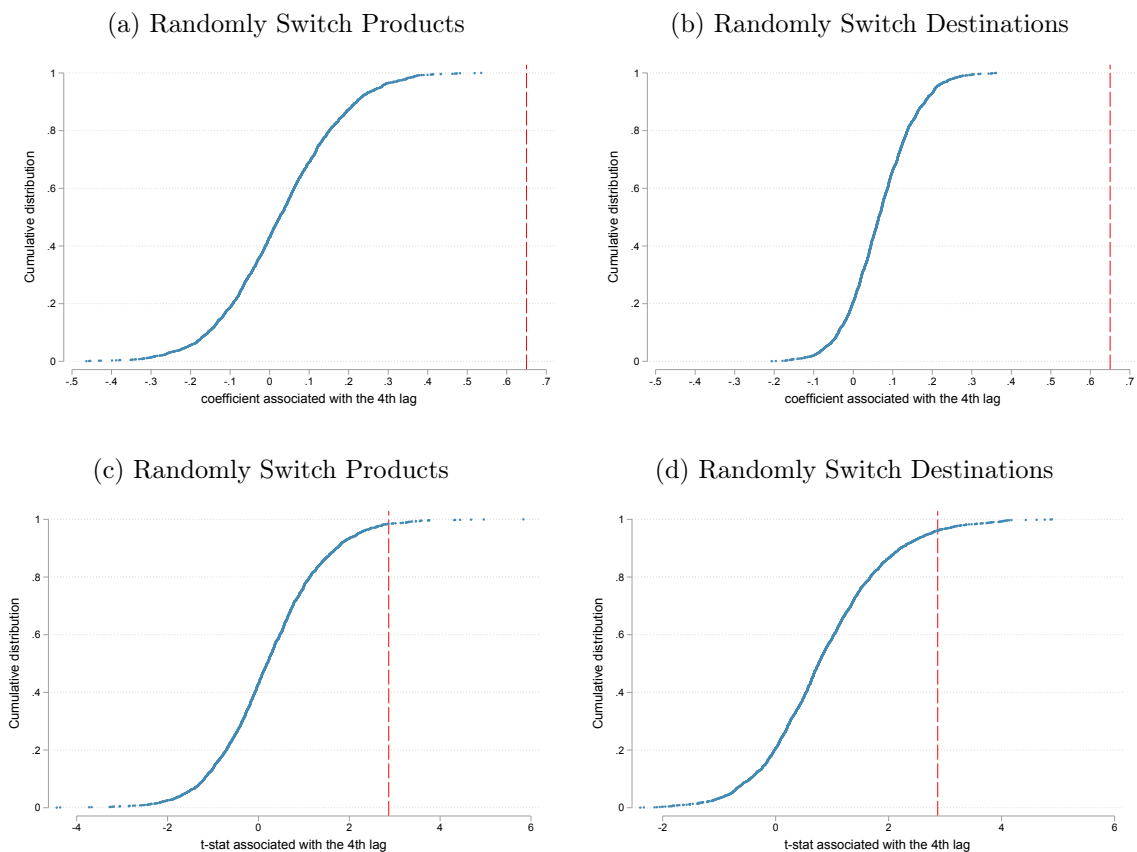 (a) Randomly Switch Products
1
.8
.6
.4
.2
0
Cumulative distribution
-.5 -.4 -.3 -.2 -.1 0 .1 .2 .3 .4 .5 .6 .7
coefficient associated with the 4th lag
(b) Randomly Switch Destinations
1
.8
.6
.4
.2
0
Cumulative distribution
-.5 -.4 -.3 -.2 -.1 0 .1 .2 .3 .4 .5 .6 .7
coefficient associated with the 4th lag
(c) Randomly Switch Products
1
.8
.6
.4
.2
0
Cumulative distribution
-4 -2 0 2 4 6
t-stat associated with the 4th lag
(d) Randomly Switch Destinations
1
.8
.6
.4
.2
0
Cumulative distribution
-2 0 2 4 6
t-stat associated with the 4th lag